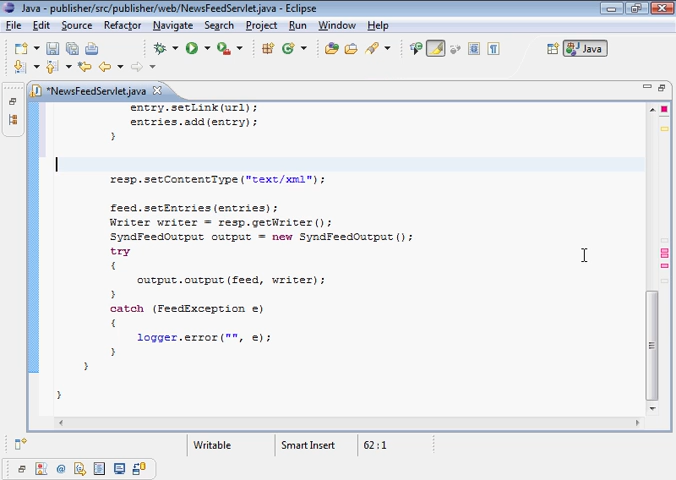 Java - publisher/src/publisher/web/NewsFeedServlet.java - Eclipse
File Edit Source Refactor Navigate Search Project Run Window Help
Java
*NewsFeedServlet.java
entry.setLink(url);
entries.add(entry);
}
resp.setContentType("text/xml");
feed.setEntries(entries);
Writer writer = resp.getWriter();
SyndFeedOutput output = new SyndFeedOutput();
try
{
output.output(feed, writer);
}
catch (FeedException e)
{
logger.error("", e);
}
}
}
Writable Smart Insert 62 : 1